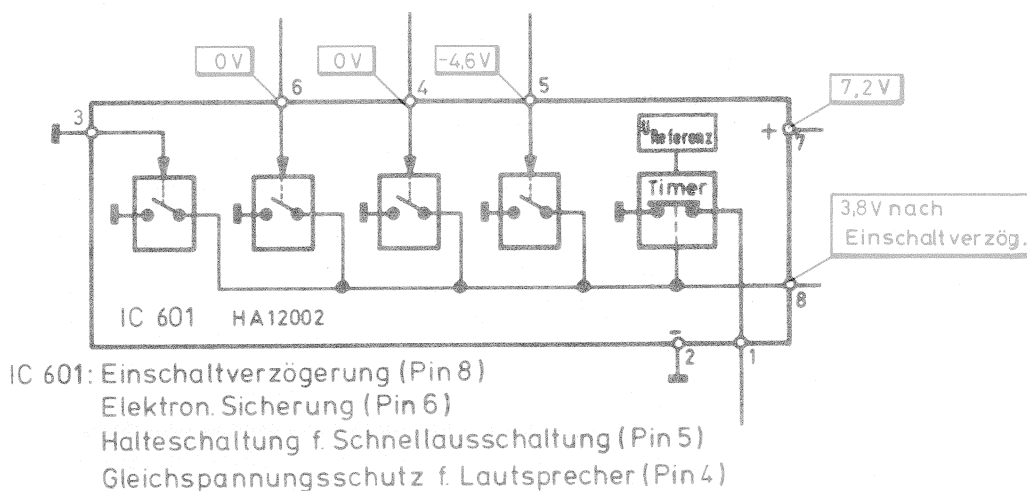 0V
0V
-4,6V
6
4
5
7,2V
3
+
7
U Referenz
Timer
3,8V nach
Einschaltverzög.
8
IC 601 HA12002
-
2
1
IC 601: Einschaltverzögerung (Pin 8)
Elektron. Sicherung (Pin 6)
Halteschaltung f. Schnellausschaltung (Pin 5)
Gleichspannungsschutz f. Lautsprecher (Pin 4)